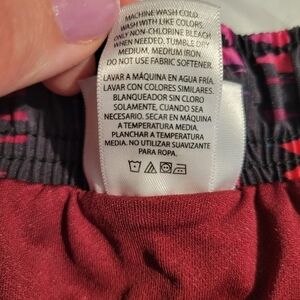 MACHINE WASH COLD
WASH WITH LIKE COLORS.
ONLY NON-CHLORINE BLEACH
WHEN NEEDED. TUMBLE DRY
MEDIUM. MEDIUM IRON.
DO NOT USE FABRIC SOFTENER.
LAVAR A MÁQUINA EN AGUA FRÍA.
LAVAR CON COLORES SIMILARES.
BLANQUEADOR SIN CLORO
SOLAMENTE, CUANDO SEA
NECESARIO. SECAR EN MÁQUINA
A TEMPERATURA MEDIA.
PLANCHAR A TEMPERATURA
MEDIA. NO UTILIZAR SUAVIZANTE
PARA ROPA.